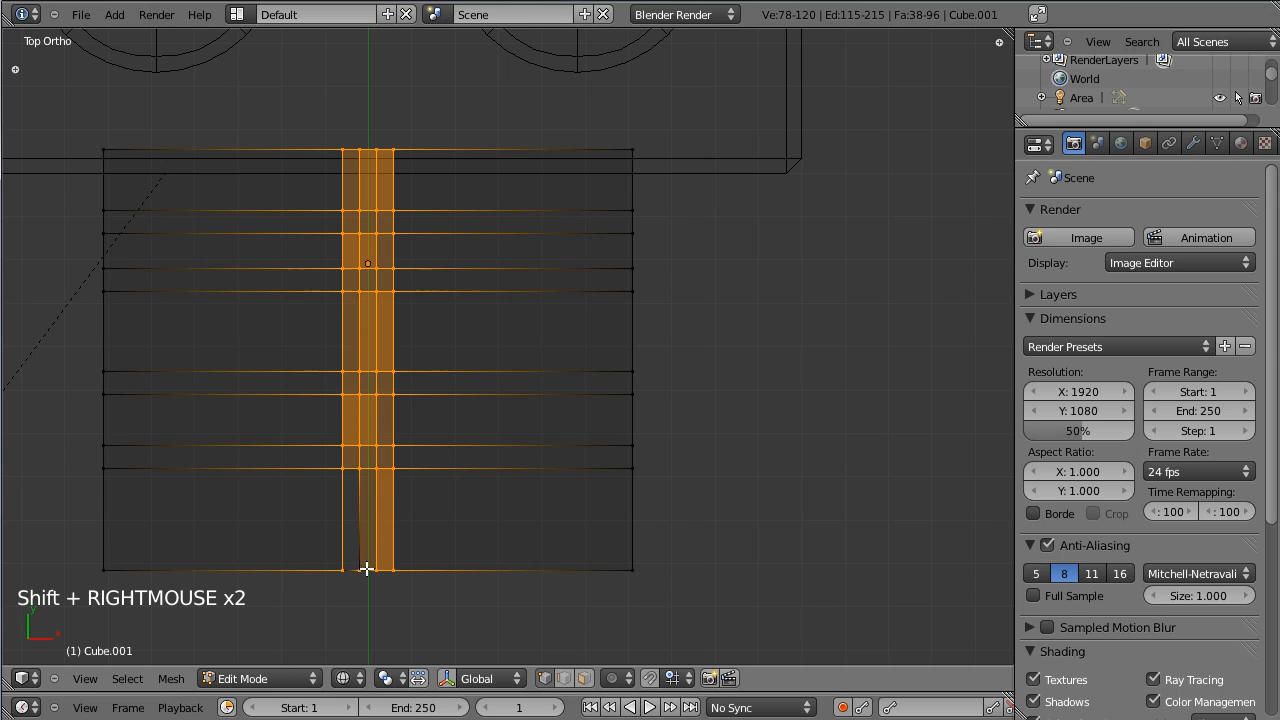 File Add Render Help Default Scene Blender Render Ve:78-120 | Ed:115-215 | Fa:38-96 | Cube.001
Top Ortho
View Search All Scenes
RenderLayers |
World
Area |
Scene
Render
Image Animation
Display: Image Editor
Layers
Dimensions
Render Presets
Resolution: Frame Range:
X: 1920 Start: 1
Y: 1080 End: 250
50% Step: 1
Aspect Ratio: Frame Rate:
X: 1.000 24 fps
Y: 1.000 Time Remapping:
Borde Crop : 100 : 100
Anti-Aliasing
5 8 11 16 Mitchell-Netravali
Full Sample Size: 1.000
Sampled Motion Blur
Shading
Textures Ray Tracing
Shadows Color Managemen
Shift + RIGHTMOUSE x2
y
x
(1) Cube.001
View Select Mesh Edit Mode Global
View Frame Playback Start: 1 End: 250 1 No Sync